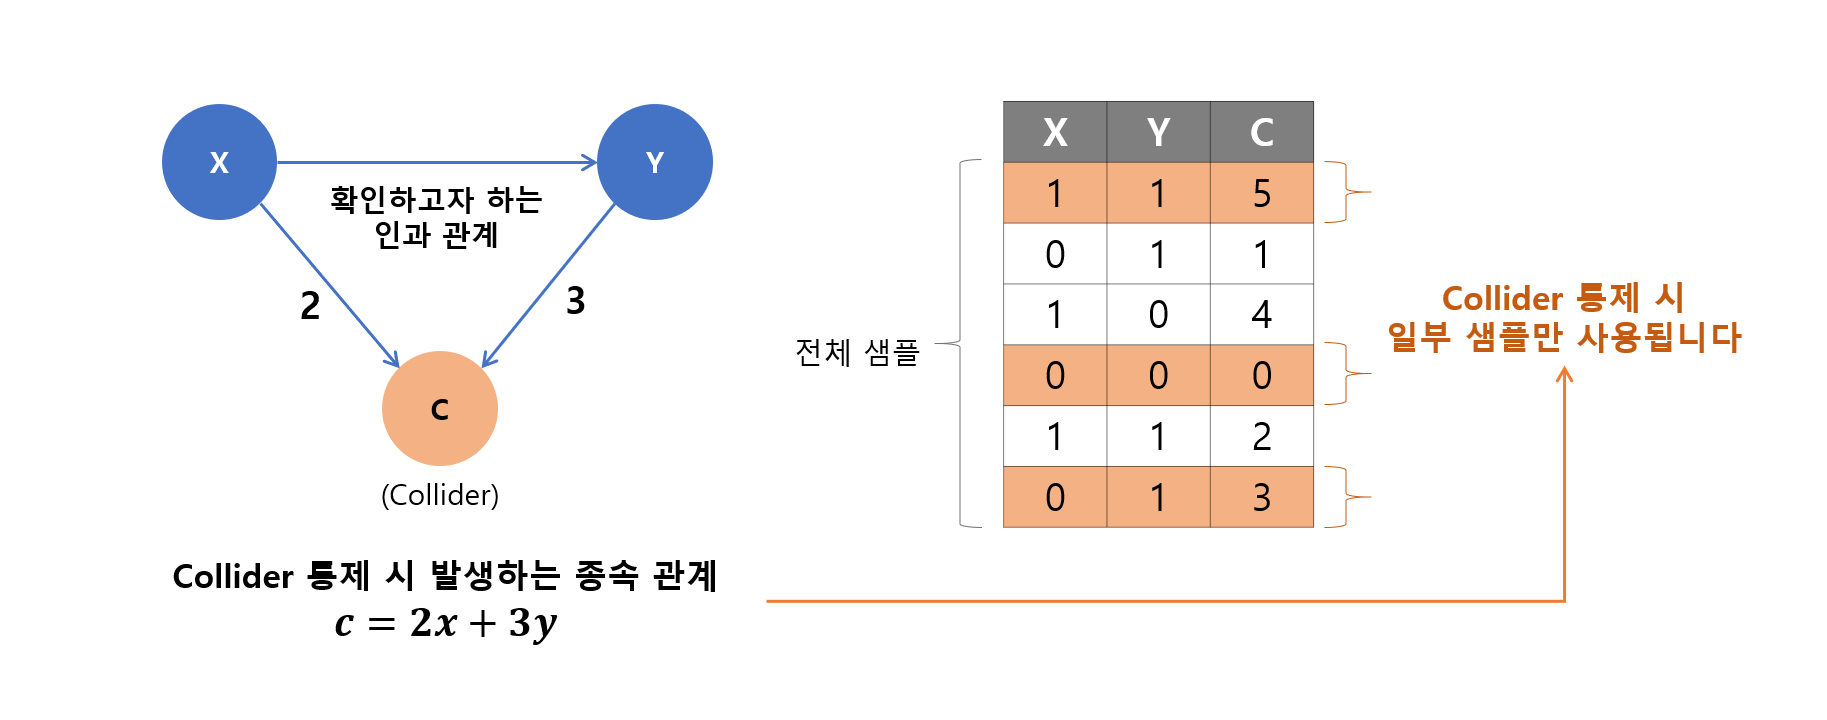 X
Y
확인하고자 하는
인과 관계
2
3
C
(Collider)
Collider 통제 시 발생하는 종속 관계
c = 2x + 3y
전체 샘플
X Y C
1 1 5
0 1 1
1 0 4
0 0 0
1 1 2
0 1 3
Collider 통제 시
일부 샘플만 사용됩니다